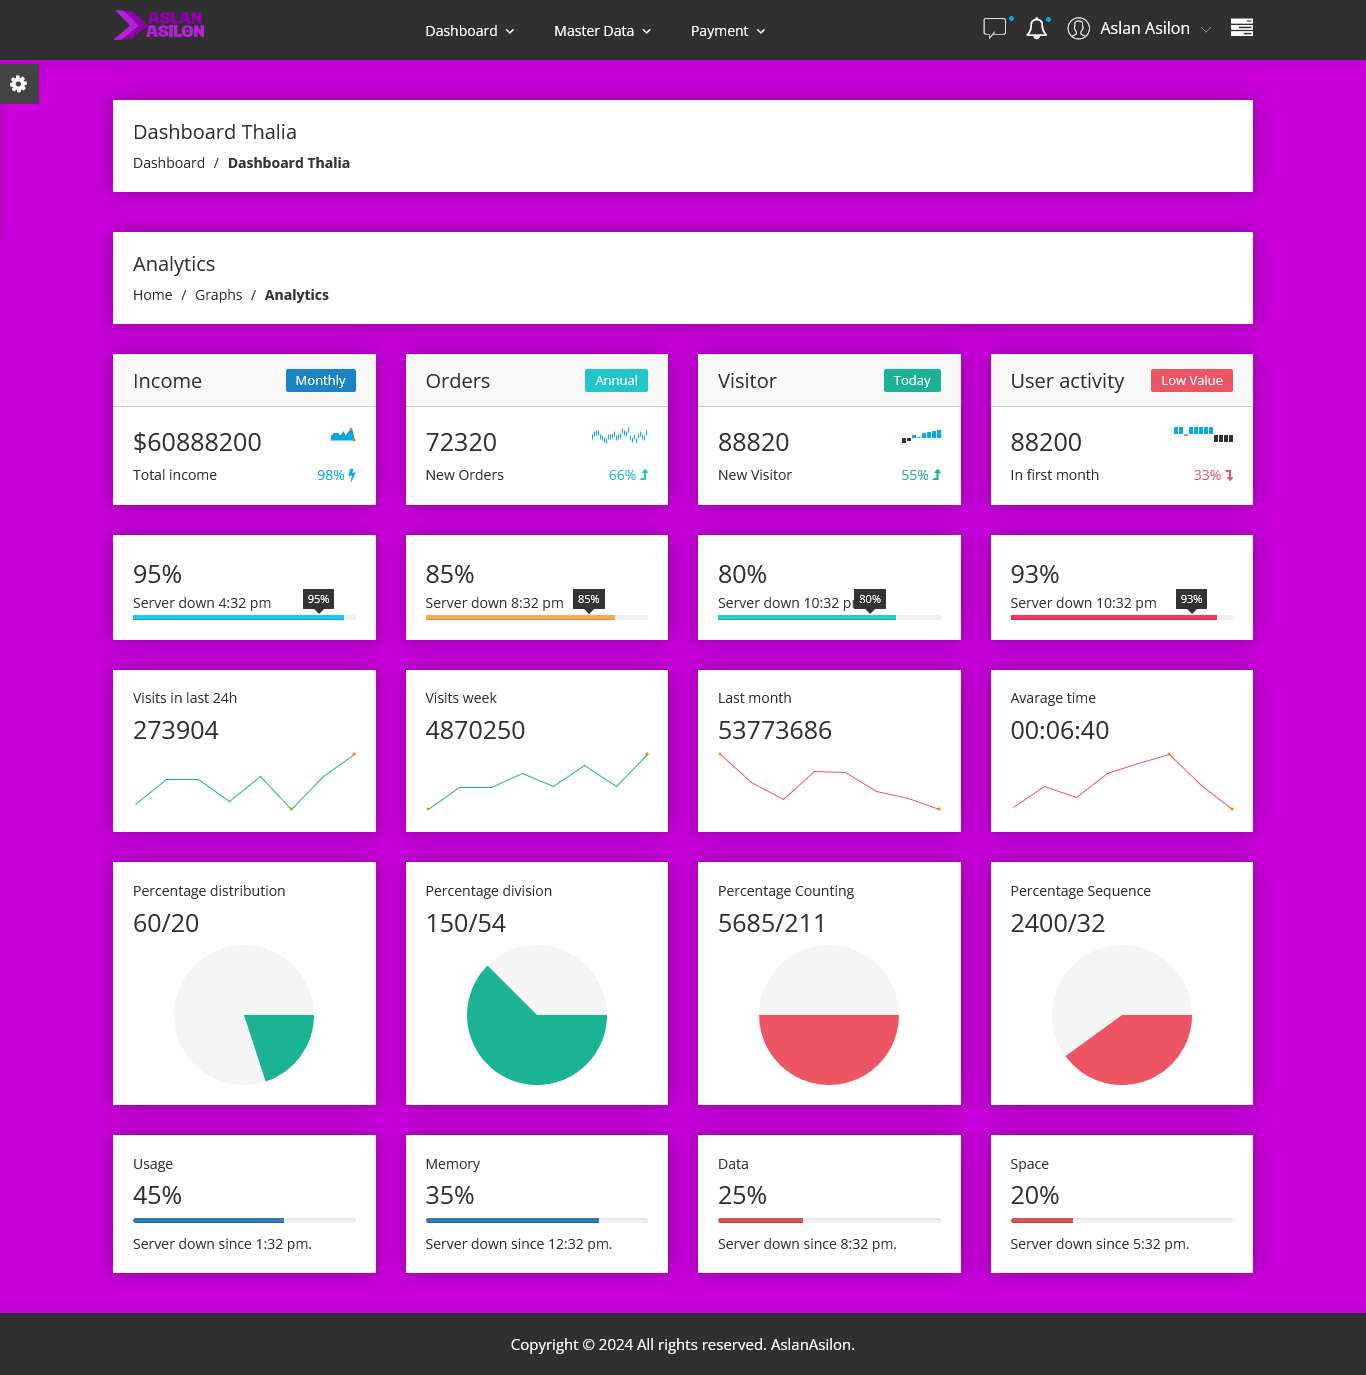 ASLAN
ASILON
Dashboard Master Data Payment Aslan Asilon
Dashboard Thalia
Dashboard / Dashboard Thalia
Analytics
Home / Graphs / Analytics
Income Monthly
$60888200
Total income 98%
Orders Annual
72320
New Orders 66%
Visitor Today
88820
New Visitor 55%
User activity Low Value
88200
In first month 33%
95%
Server down 4:32 pm 95%
85%
Server down 8:32 pm 85%
80%
Server down 10:32 80%
93%
Server down 10:32 pm 93%
Visits in last 24h
273904
Visits week
4870250
Last month
53773686
Avarage time
00:06:40
Percentage distribution
60/20
Percentage division
150/54
Percentage Counting
5685/211
Percentage Sequence
2400/32
Usage
45%
Server down since 1:32 pm.
Memory
35%
Server down since 12:32 pm.
Data
25%
Server down since 8:32 pm.
Space
20%
Server down since 5:32 pm.
Copyright © 2024 All rights reserved. AslanAsilon.